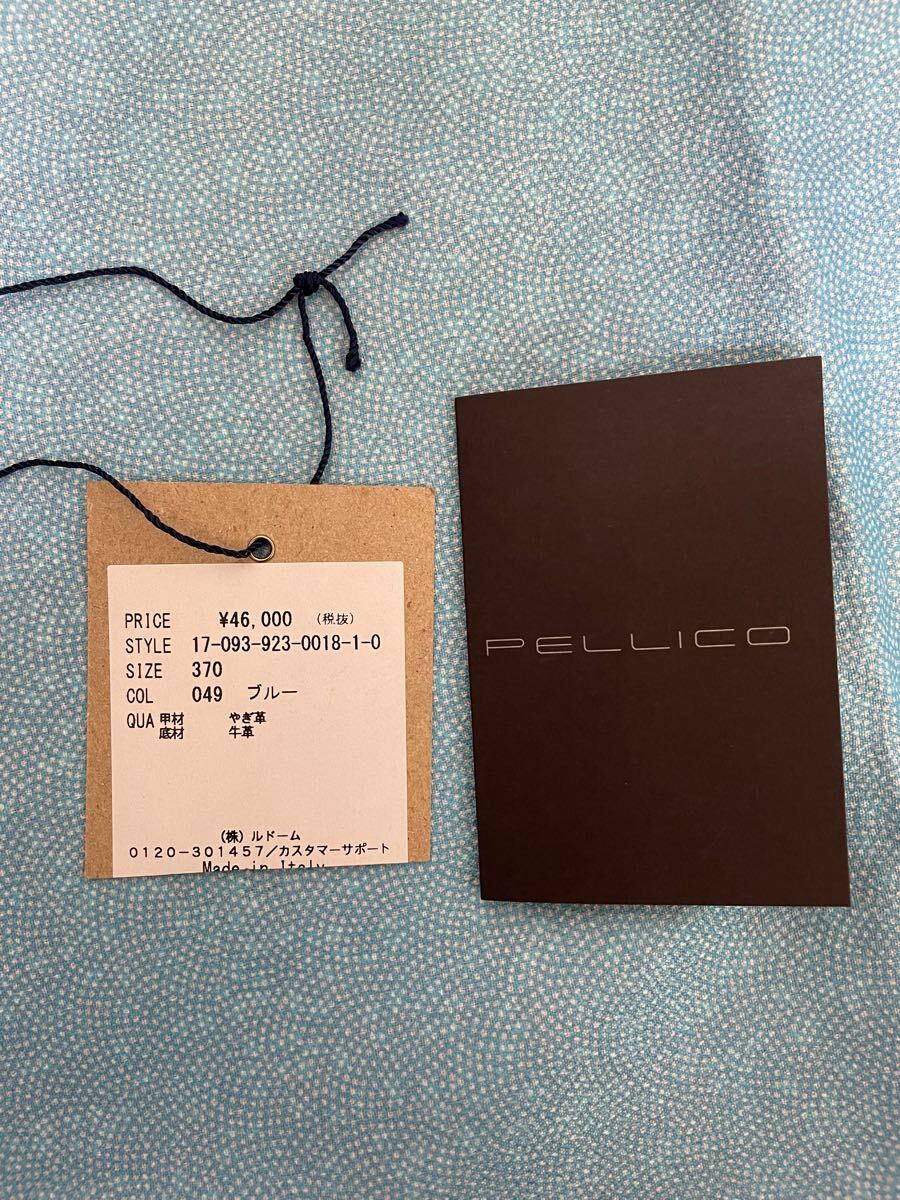 PRICE ¥46,000 (税抜)
STYLE 17-093-923-0018-1-0
SIZE 370
COL 049 ブルー
QUA 甲材 やぎ革
底材 牛革
(株) ルドーム
0120-301457/カスタマーサポート
Made in Italy
PELLICO